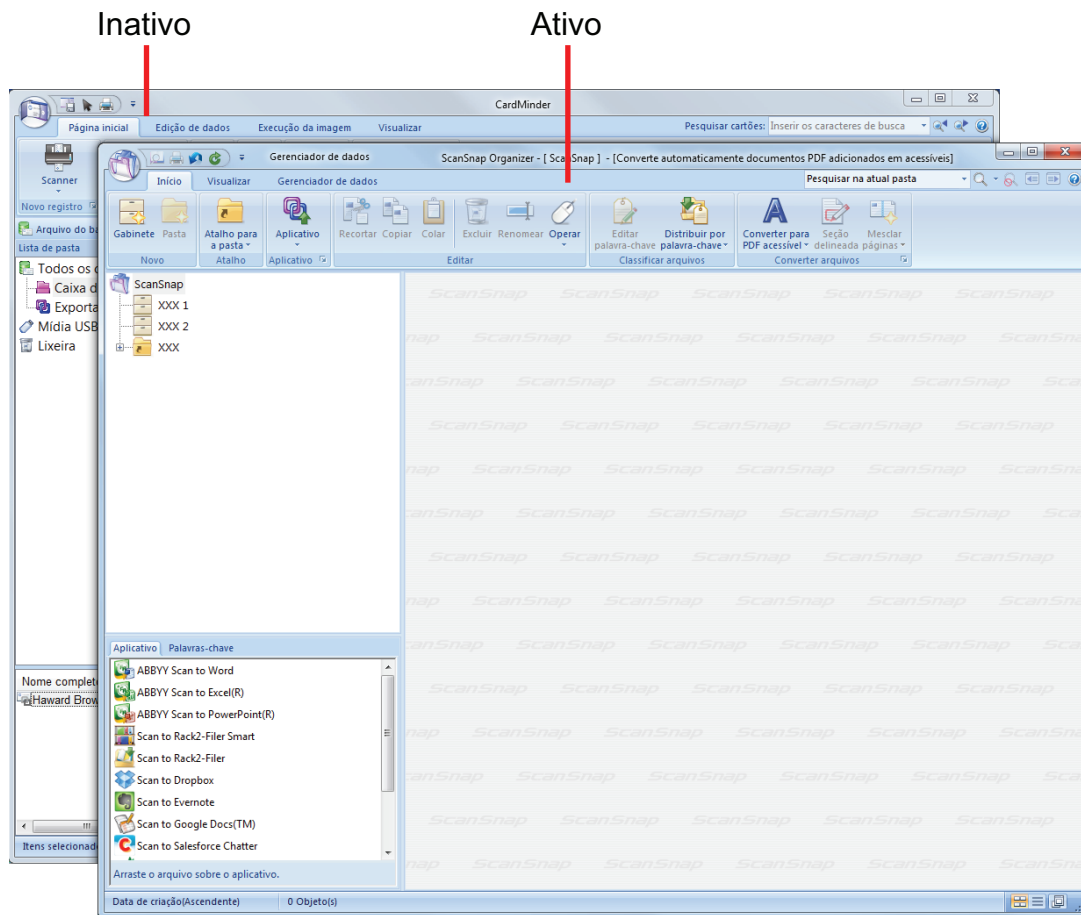 Inativo
Ativo
CardMinder
Página inicial Edição de dados Execução da imagem Visualizar Pesquisar cartões: Inserir os caracteres de busca
Scanner
Novo registro
Arquivo do ba
Lista de pasta
Todos os c
Caixa d
Exporta
Mídia USB
Lixeira
Nome complet
Haward Brow
Itens selecionad
Gerenciador de dados ScanSnap Organizer - [ ScanSnap ] - [Converte automaticamente documentos PDF adicionados em acessíveis]
Início Visualizar Gerenciador de dados Pesquisar na atual pasta
Gabinete Pasta Atalho para a pasta Aplicativo Recortar Copiar Colar Excluir Renomear Operar Editar palavra-chave Distribuir por palavra-chave Converter para PDF acessível Seção delineada Mesclar páginas
Novo Atalho Aplicativo Editar Classificar arquivos Converter arquivos
ScanSnap
XXX 1
XXX 2
XXX
Aplicativo Palavras-chave
ABBYY Scan to Word
ABBYY Scan to Excel(R)
ABBYY Scan to PowerPoint(R)
Scan to Rack2-Filer Smart
Scan to Rack2-Filer
Scan to Dropbox
Scan to Evernote
Scan to Google Docs(TM)
Scan to Salesforce Chatter
Arraste o arquivo sobre o aplicativo.
Data de criação(Ascendente) 0 Objeto(s)